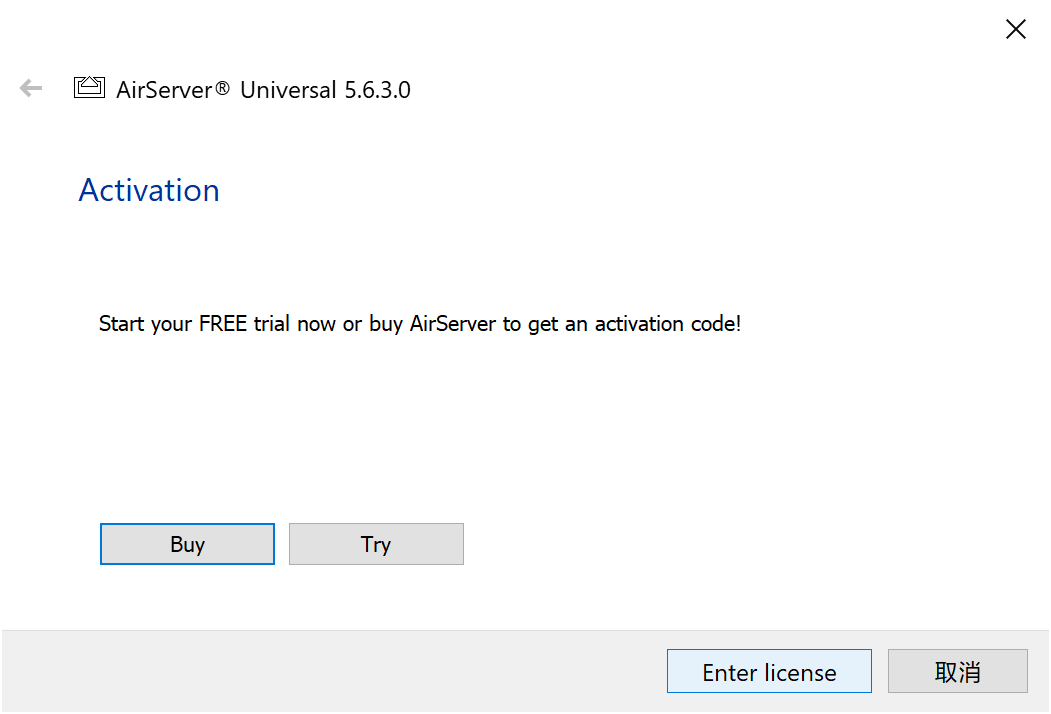 AirServer® Universal 5.6.3.0
Activation
Start your FREE trial now or buy AirServer to get an activation code!
Buy
Try
Enter license
取消